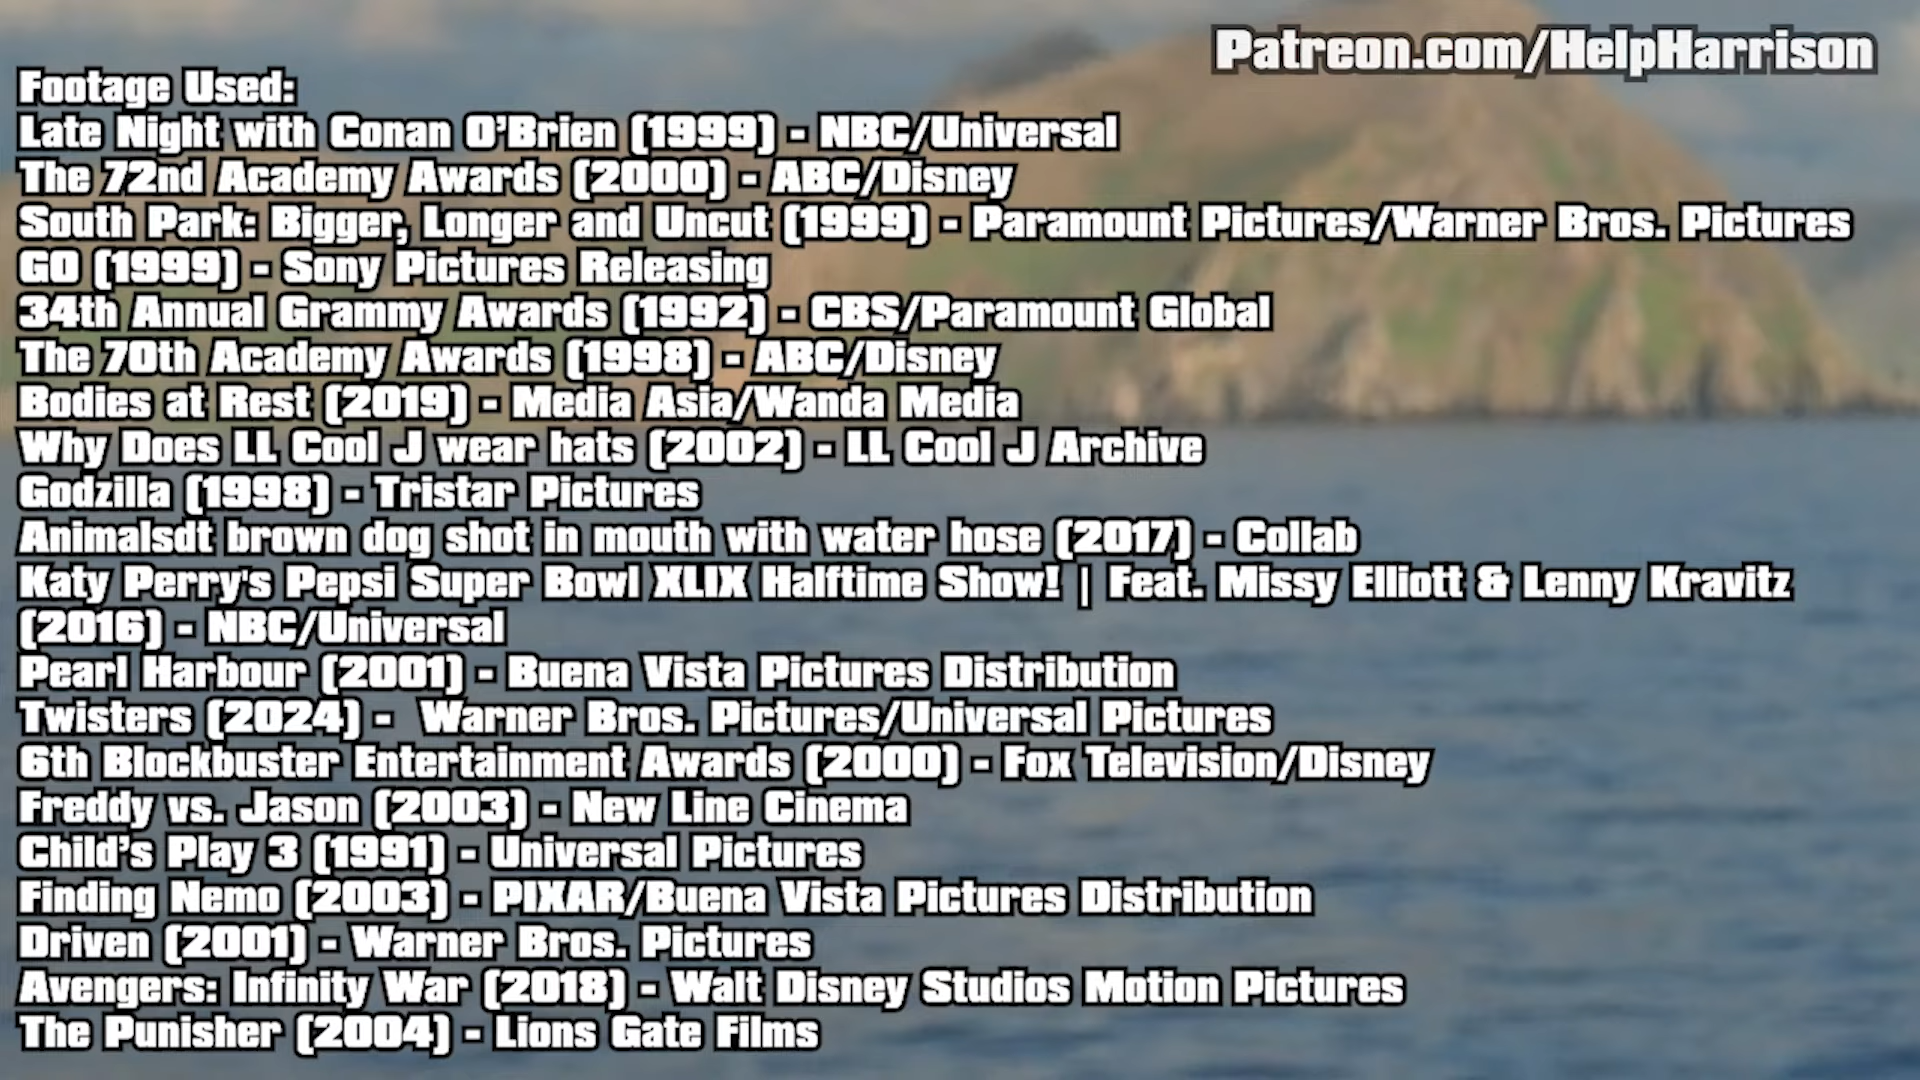 Patreon.com/HelpHarrison
Footage Used:
Late Night with Conan O'Brien (1999) - NBC/Universal
The 72nd Academy Awards (2000) - ABC/Disney
South Park: Bigger, Longer and Uncut (1999) - Paramount Pictures/Warner Bros. Pictures
GO (1999) - Sony Pictures Releasing
34th Annual Grammy Awards (1992) - CBS/Paramount Global
The 70th Academy Awards (1998) - ABC/Disney
Bodies at Rest (2019) - Media Asia/Wanda Media
Why Does LL Cool J wear hats (2002) - LL Cool J Archive
Godzilla (1998) - Tristar Pictures
Animalsdt brown dog shot in mouth with water hose (2017) - Collab
Katy Perry's Pepsi Super Bowl XLIX Halftime Show! | Feat. Missy Elliott & Lenny Kravitz
(2016) - NBC/Universal
Pearl Harbour (2001) - Buena Vista Pictures Distribution
Twisters (2024) -  Warner Bros. Pictures/Universal Pictures
6th Blockbuster Entertainment Awards (2000) - Fox Television/Disney
Freddy vs. Jason (2003) - New Line Cinema
Child's Play 3 (1991) - Universal Pictures
Finding Nemo (2003) - PIXAR/Buena Vista Pictures Distribution
Driven (2001) - Warner Bros. Pictures
Avengers: Infinity War (2018) - Walt Disney Studios Motion Pictures
The Punisher (2004) - Lions Gate Films